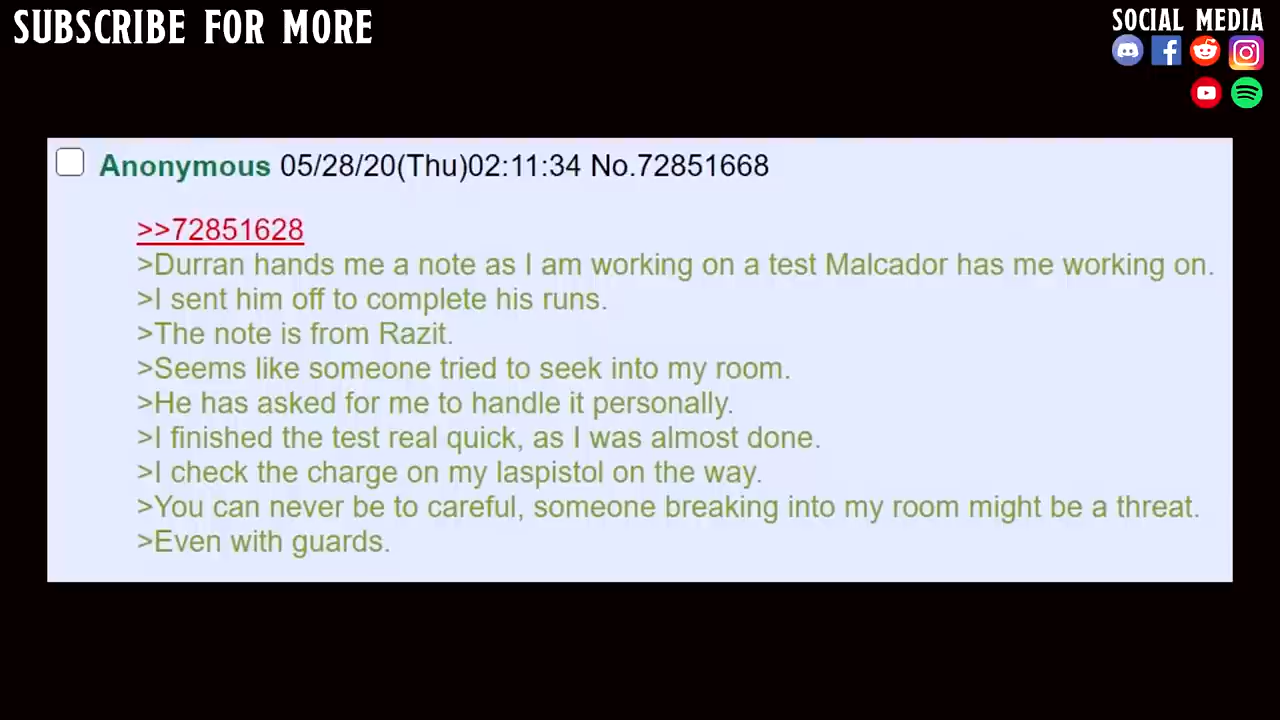 SUBSCRIBE FOR MORE
SOCIAL MEDIA
Anonymous 05/28/20(Thu)02:11:34 No.72851668
>>72851628
>Durran hands me a note as I am working on a test Malcador has me working on.
>I sent him off to complete his runs.
>The note is from Razit.
>Seems like someone tried to seek into my room.
>He has asked for me to handle it personally.
>I finished the test real quick, as I was almost done.
>I check the charge on my laspistol on the way.
>You can never be to careful, someone breaking into my room might be a threat.
>Even with guards.